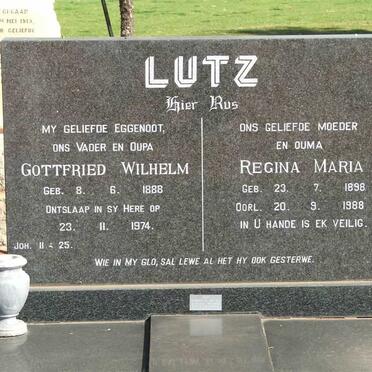 LUTZ
Hier Rus
MY GELIEFDE EGGENOOT,
ONS VADER EN OUPA
GOTTFRIED WILHELM
GEB. 8. 6. 1888
ONTSLAAP IN SY HERE OP
23. 11. 1974.
JOH. 11 : 25.
ONS GELIEFDE MOEDER
EN OUMA
REGINA MARIA
GEB. 23. 7. 1898
OORL. 20. 9. 1988
IN U HANDE IS EK VEILIG.
WIE IN MY GLO, SAL LEWE AL HET HY OOK GESTERWE.